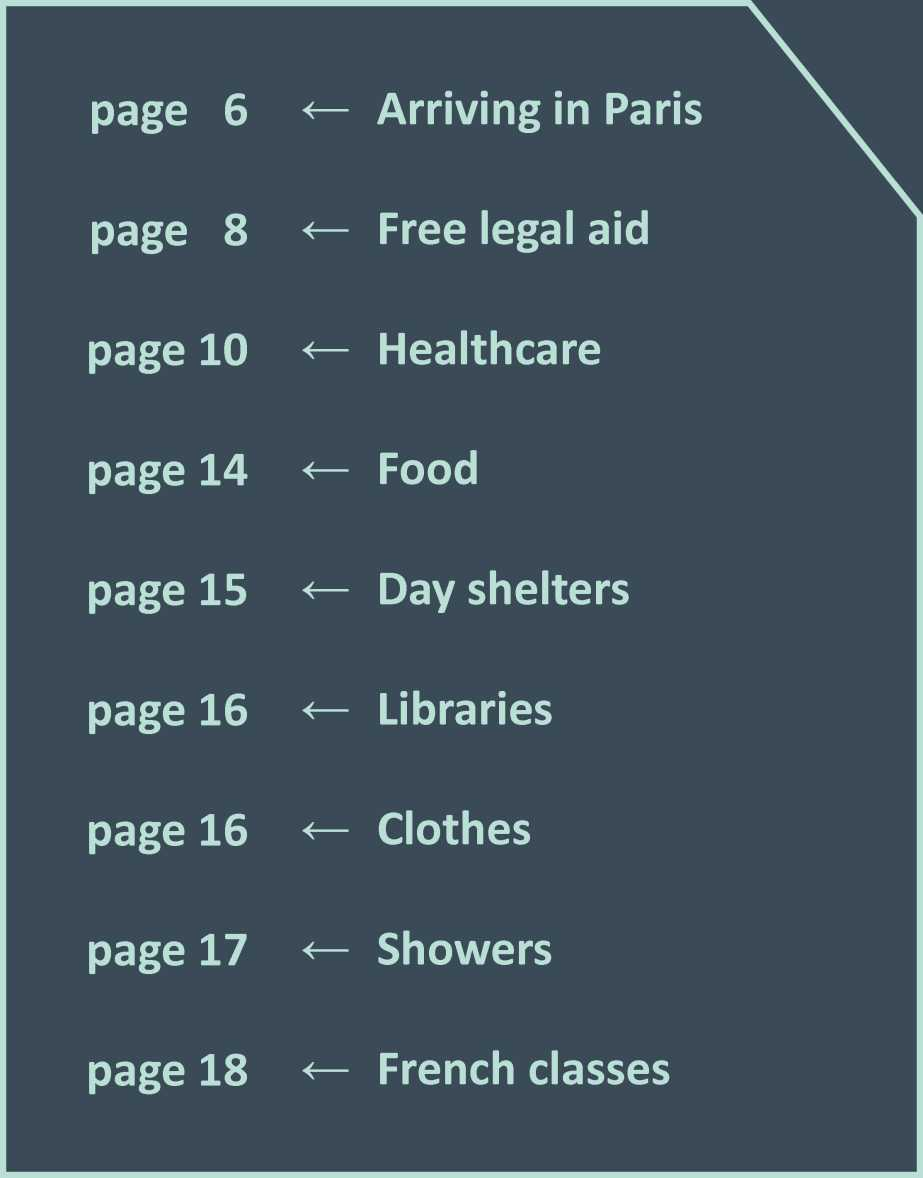 page 6 ← Arriving in Paris
page 8 ← Free legal aid
page 10 ← Healthcare
page 14 ← Food
page 15 ← Day shelters
page 16 ← Libraries
page 16 ← Clothes
page 17 ← Showers
page 18 ← French classes